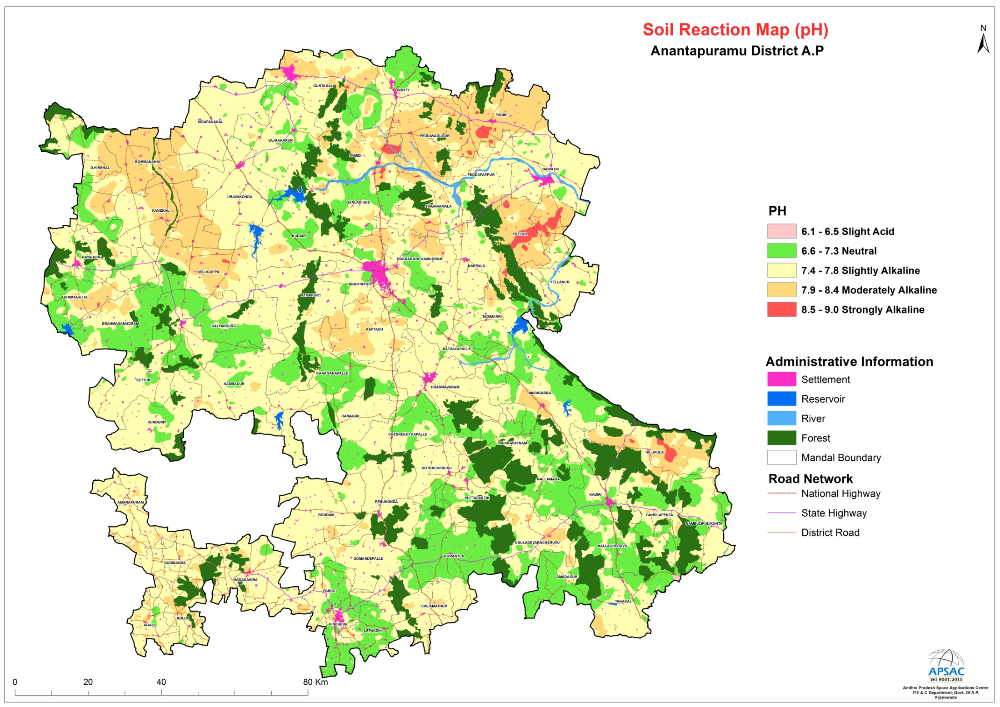 Soil Reaction Map (pH)
Anantapuramu District A.P
N
GUNTAKAL
GOOTY
YADIKI
VIDAPANAKAL
PEDDAVADUGUR
VAJRAKARUR
PAMIDI
BOMMANAHAL
D.HIREHAL
TADPATRI
PEDDAPAPPUR
URAVAKONDA
GARLADINNE
SINGANAMALA
KANEKAL
KUDAIR
PUTLUR
RAYADURG
BUKKARAYA SAMUDRAM
NARPALA
BELUGUPPA
YELLANUR
ANANTAPUR
GUMMAGATTA
ATMAKUR1
TADIMARRI
BRAHMASAMUDRAM
KALYANDURG
RAPTADU
BATHALAPALLE
KANAGANAPALLE
SETTUR
KAMBADUR
DHARMAVARAM
MUDIGUBBA
RAMAGIRI
KUNDURPI
CHENNEKOTHAPALLE
BUKKAPATNAM
TALUPULA
KOTHACHERUVU
NALLAMADA
KADIRI
PUTTAPARTHI
AMARAPURAM
PENUKONDA
RODDAM
GANDLAPENTA
NAMBULIPULIKUNTA
OBULADEVARACHERUVU
NALLACHERUVU
SOMANDEPALLE
GORANTLA
GUDIBANDA
AMADAGUR
MADAKASIRA
PARIGI
TANAKAL
CHILAMATHUR
ROLLA
AGALI
HINDUPUR
LEPAKSHI
PH
6.1 - 6.5 Slight Acid
6.6 - 7.3 Neutral
7.4 - 7.8 Slightly Alkaline
7.9 - 8.4 Moderately Alkaline
8.5 - 9.0 Strongly Alkaline
Administrative Information
Settlement
Reservoir
River
Forest
Mandal Boundary
Road Network
National Highway
State Highway
District Road
0 20 40 80 Km
APSAC
ISO 9001:2015
Andhra Pradesh Space Applications Centre
ITE & C Department, Govt. Of A.P.
Vijayawada